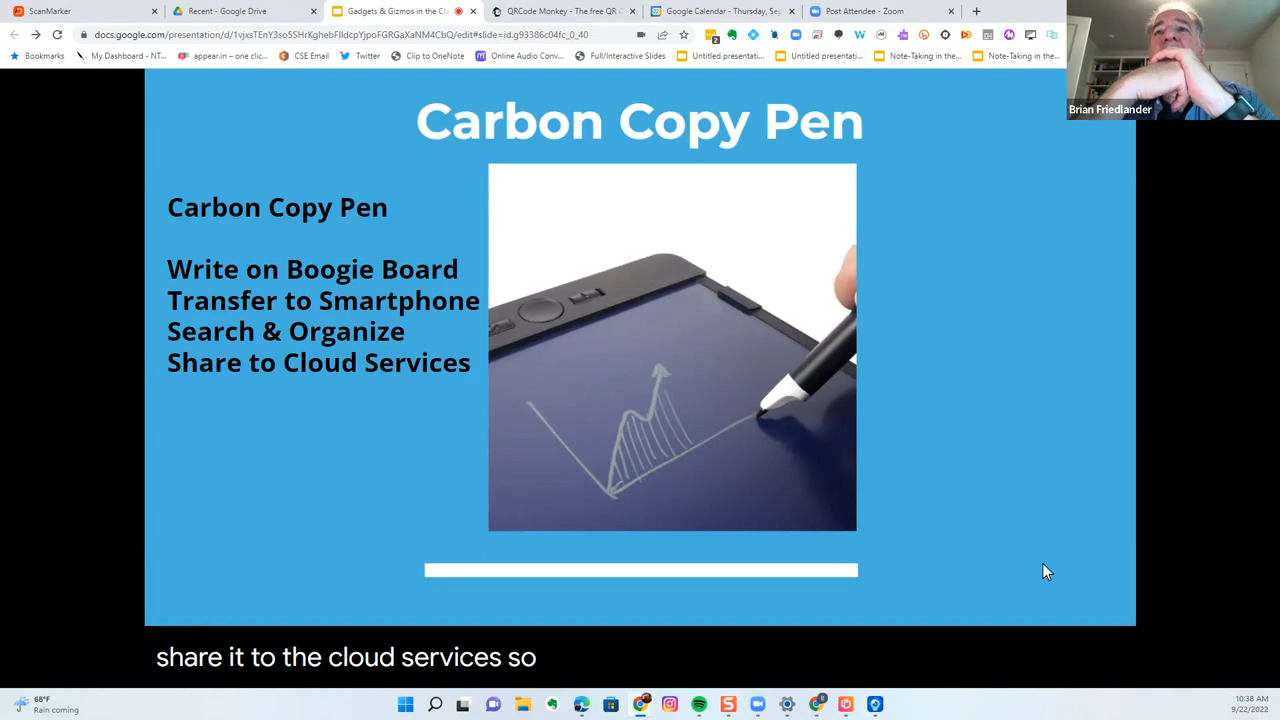 ScanMarker
Recent - Google Drive
Gadgets & Gizmos in the Cla
QRCode Monkey - The free QR C
Google Calendar - Thursday, Sep
Post Attendee - Zoom
Bookmarks
My Dashboard - NT...
appear.in – one clic...
CSE Email
Twitter
Clip to OneNote
Online Audio Conv...
Full/Interactive Slides
Untitled presentati...
Untitled presentati...
Note-Taking in the...
Note-Taking in the...
Brian Friedlander
Carbon Copy Pen
Carbon Copy Pen
Write on Boogie Board
Transfer to Smartphone
Search & Organize
Share to Cloud Services
share it to the cloud services so
68°F
Rain coming
10:38 AM
9/22/2022